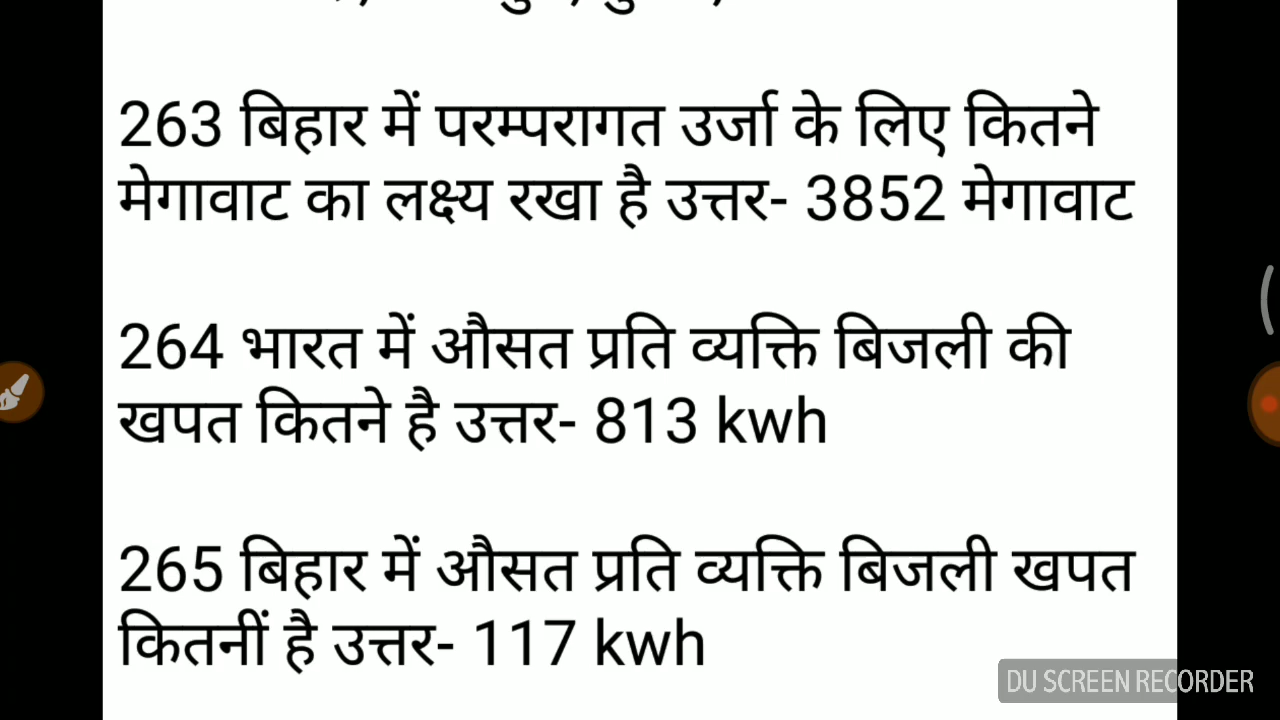 263 बिहार में परम्परागत उर्जा के लिए कितने
मेगावाट का लक्ष्य रखा है उत्तर- 3852 मेगावाट
264 भारत में औसत प्रति व्यक्ति बिजली की
खपत कितने है उत्तर- 813 kwh
265 बिहार में औसत प्रति व्यक्ति बिजली खपत
कितनीं है उत्तर- 117 kwh
DU SCREEN RECORDER